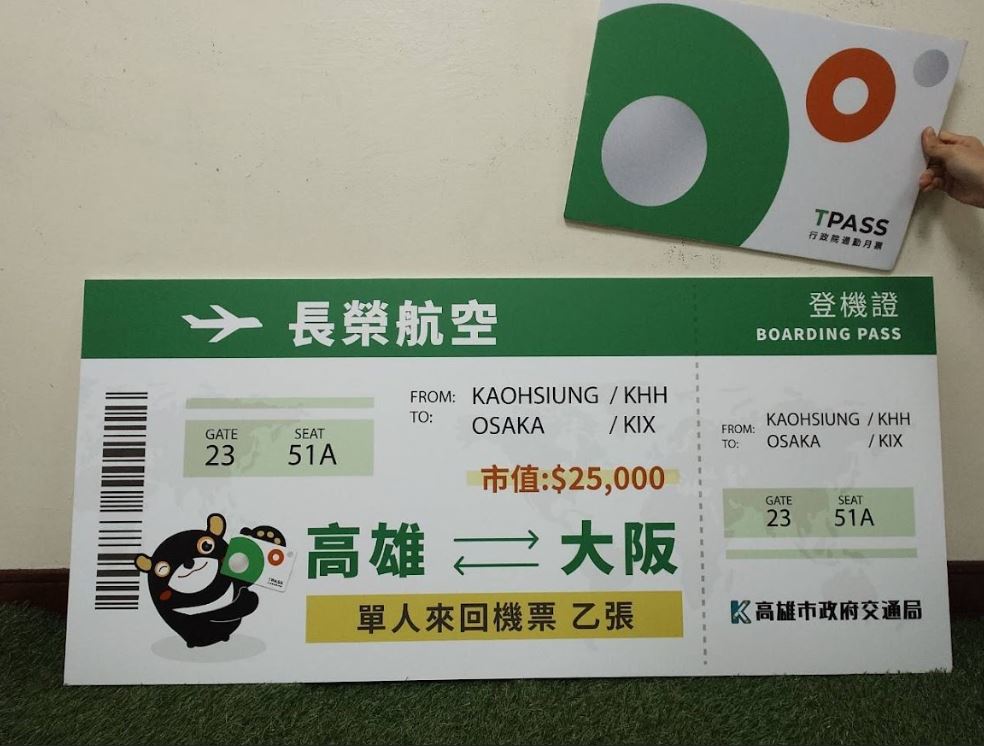 TPASS
行政院通勤月票
長榮航空
登機證
BOARDING PASS
FROM: KAOHSIUNG / KHH
TO: OSAKA / KIX
GATE SEAT
23 51A
市值:$25,000
高雄 大阪
單人來回機票 乙張
FROM: KAOHSIUNG / KHH
TO: OSAKA / KIX
GATE SEAT
23 51A
高雄市政府交通局
TPASS